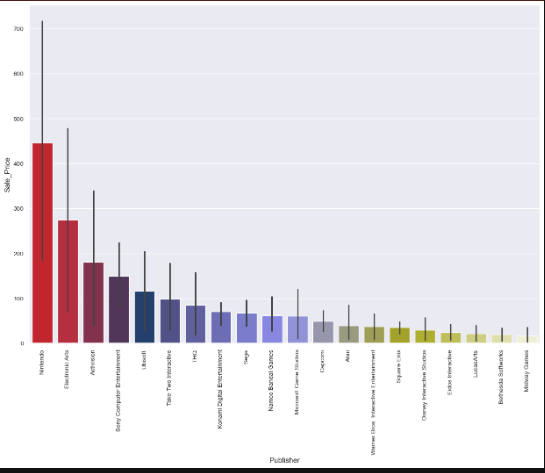 700
600
500
400
300
200
100
0
Sale_Price
Nintendo
Electronic Arts
Activision
Sony Computer Entertainment
Ubisoft
Take-Two Interactive
THQ
Konami Digital Entertainment
Sega
Namco Bandai Games
Microsoft Game Studios
Capcom
Atari
Warner Bros. Interactive Entertainment
Square Enix
Disney Interactive Studios
Eidos Interactive
LucasArts
Bethesda Softworks
Midway Games
Publisher